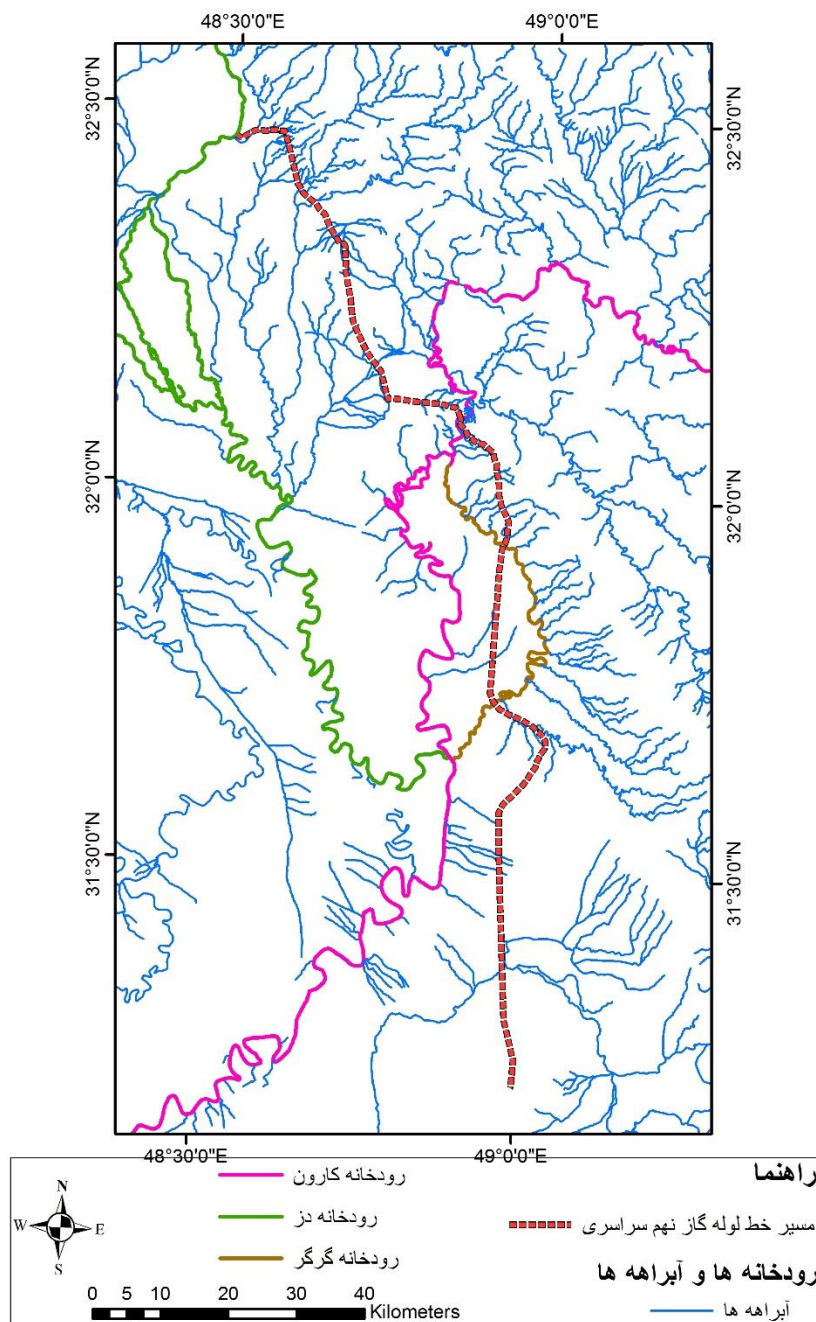 48°30'0"E
49°0'0"E
32°30'0"N
32°30'0"N
32°0'0"N
32°0'0"N
31°30'0"N
31°30'0"N
48°30'0"E
49°0'0"E
راهنما
مسیر خط لوله گاز نهم سراسری
رودخانه ها و آبراهه ها
آبراهه ها
رودخانه کارون
رودخانه دز
رودخانه گرگر
N
W E
S
0 5 10 20 30 40
Kilometers